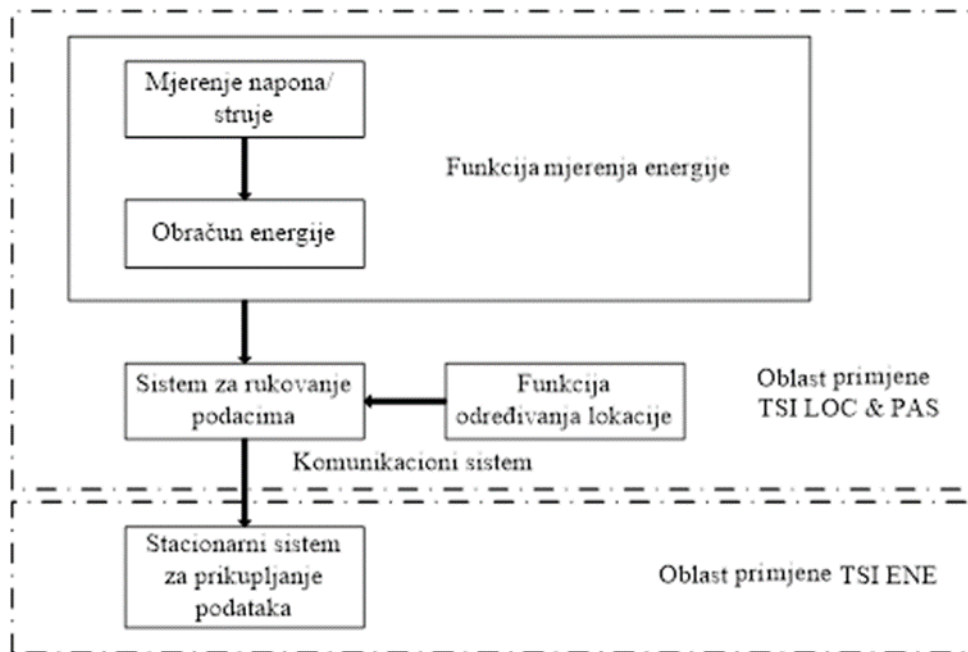 Mjerenje napona/
struje
Funkcija mjerenja energije
Obračun energije
Sistem za rukovanje
podacima
Funkcija
određivanja lokacije
Oblast primjene
TSI LOC & PAS
Komunikacioni sistem
Stacionarni sistem
za prikupljanje
podataka
Oblast primjene TSI ENE